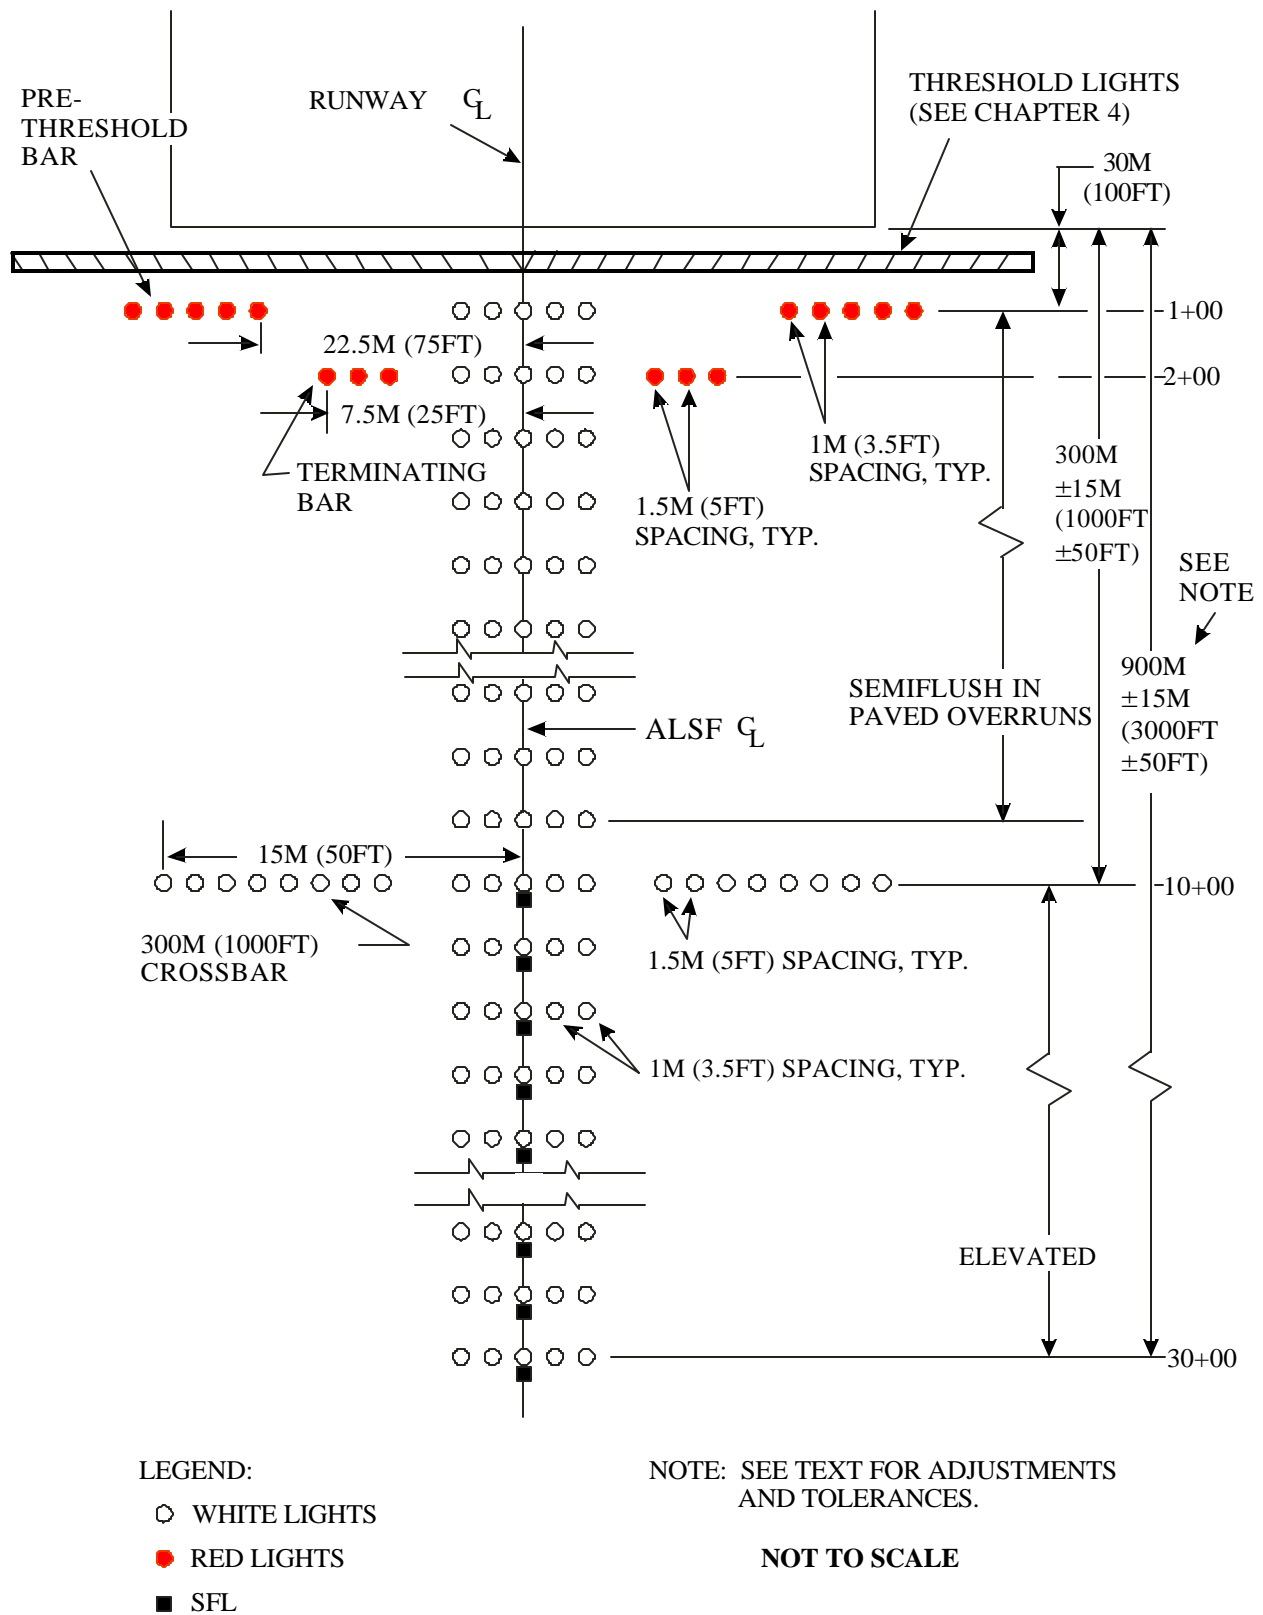 PRE-
THRESHOLD
BAR
RUNWAY ℄
THRESHOLD LIGHTS
(SEE CHAPTER 4)
30M
(100FT)
1+00
22.5M (75FT)
2+00
7.5M (25FT)
TERMINATING
BAR
1M (3.5FT)
SPACING, TYP.
1.5M (5FT)
SPACING, TYP.
300M
±15M
(1000FT
±50FT)
SEE
NOTE
900M
±15M
(3000FT
±50FT)
SEMIFLUSH IN
PAVED OVERRUNS
ALSF ℄
15M (50FT)
10+00
300M (1000FT)
CROSSBAR
1.5M (5FT) SPACING, TYP.
1M (3.5FT) SPACING, TYP.
ELEVATED
30+00
LEGEND:
WHITE LIGHTS
RED LIGHTS
SFL
NOTE: SEE TEXT FOR ADJUSTMENTS
AND TOLERANCES.
NOT TO SCALE